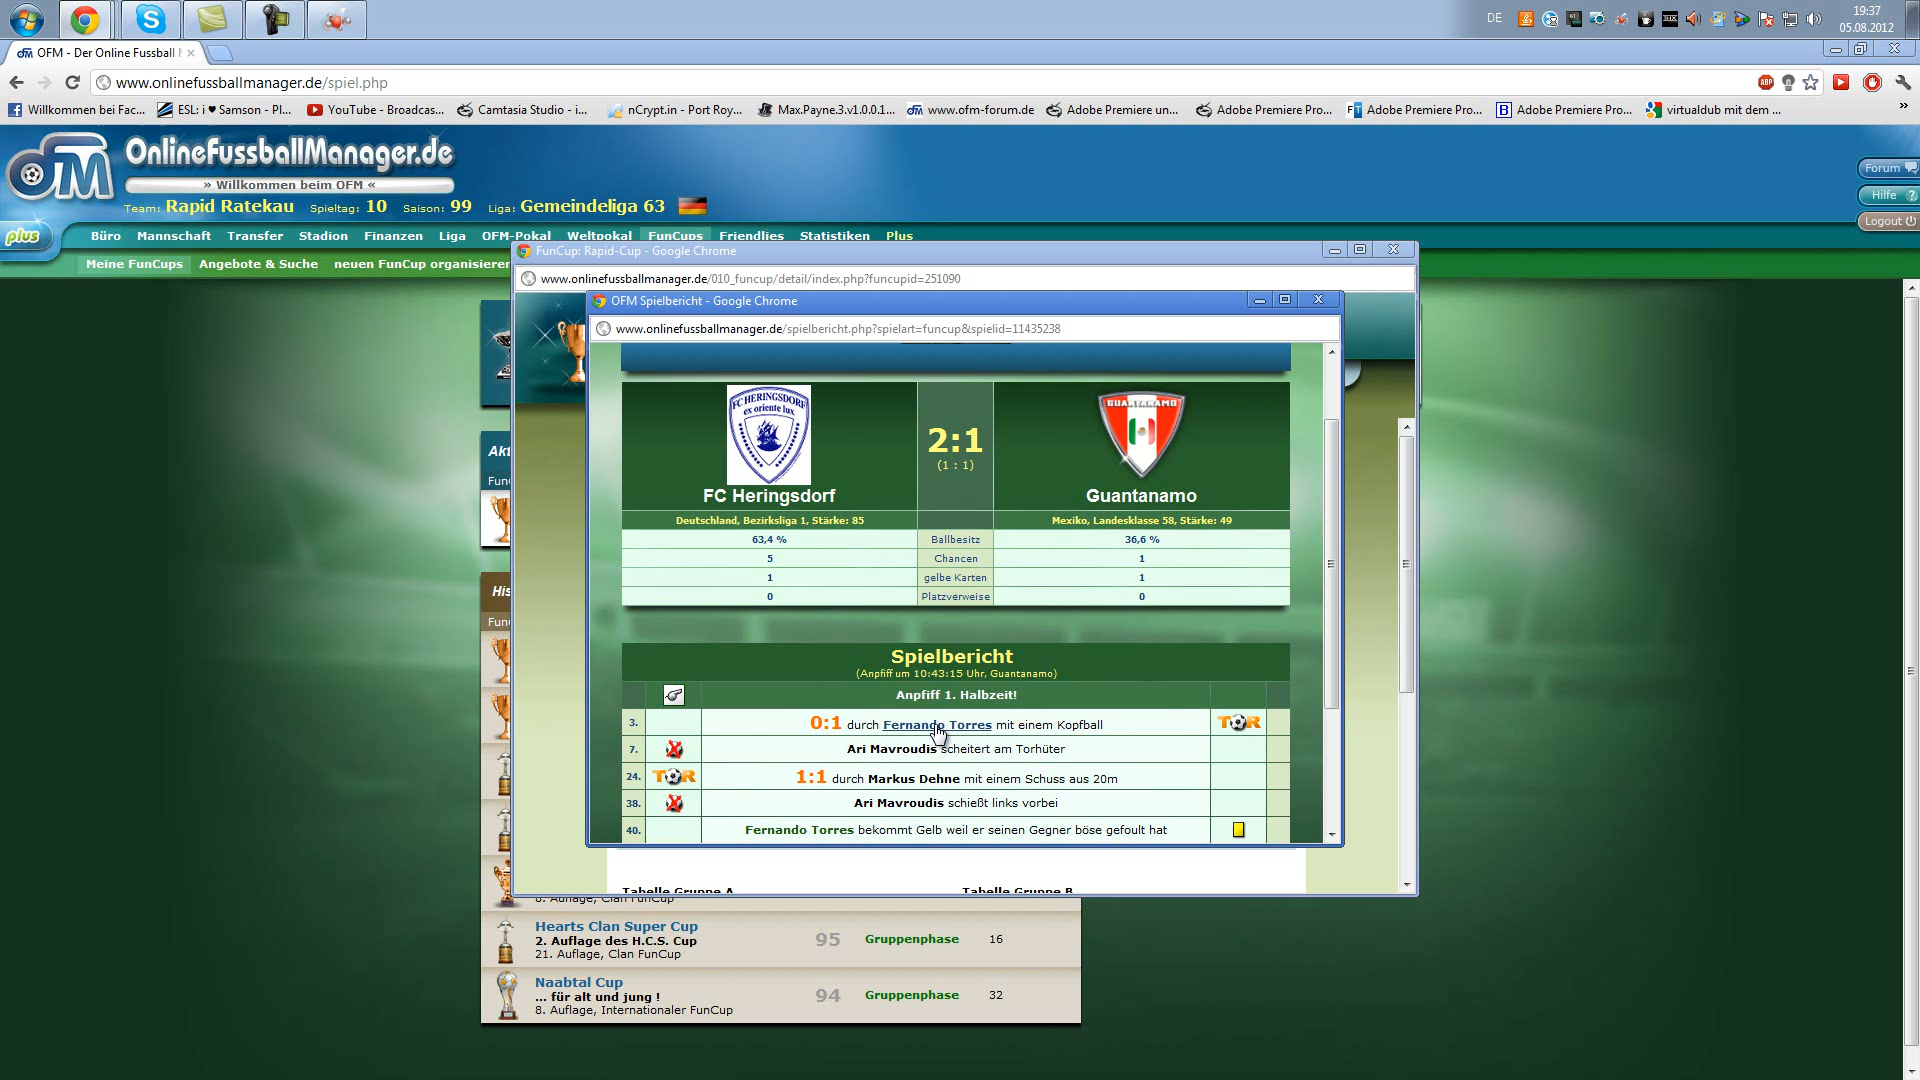 DE
19:37
05.08.2012
OFM - Der Online Fussball
www.onlinefussballmanager.de/spiel.php
Willkommen bei Fac...
ESL: i ♥ Samson - Pl...
YouTube - Broadcas...
Camtasia Studio - i...
nCrypt.in - Port Roy...
Max.Payne.3.v1.0.0.1...
www.ofm-forum.de
Adobe Premiere un...
Adobe Premiere Pro...
Adobe Premiere Pro...
Adobe Premiere Pro...
virtualdub mit dem ...
OFM
OnlineFussballManager.de
» Willkommen beim OFM «
Team: Rapid Ratekau Spieltag: 10 Saison: 99 Liga: Gemeindeliga 63
Forum
Hilfe ?
Logout
plus
Büro Mannschaft Transfer Stadion Finanzen Liga OFM-Pokal Weltpokal FunCups Friendlies Statistiken Plus
Meine FunCups Angebote & Suche neuen FunCup organisieren
FunCup: Rapid-Cup - Google Chrome
www.onlinefussballmanager.de/010_funcup/detail/index.php?funcupid=251090
OFM Spielbericht - Google Chrome
www.onlinefussballmanager.de/spielbericht.php?spielart=funcup&spielid=11435238
FC HERINGSDORF
ex oriente lux
GUANTANAMO
2:1
(1 : 1)
FC Heringsdorf
Guantanamo
Deutschland, Bezirksliga 1, Stärke: 85
Mexiko, Landesklasse 58, Stärke: 49
63,4 % Ballbesitz 36,6 %
5 Chancen 1
1 gelbe Karten 1
0 Platzverweise 0
Spielbericht
(Anpfiff um 10:43:15 Uhr, Guantanamo)
Anpfiff 1. Halbzeit!
3. 0:1 durch Fernando Torres mit einem Kopfball TOR
7. Ari Mavroudis scheitert am Torhüter
24. TOR 1:1 durch Markus Dehne mit einem Schuss aus 20m
38. Ari Mavroudis schießt links vorbei
40. Fernando Torres bekommt Gelb weil er seinen Gegner böse gefoult hat
Akt
Fun
His
Fun
Tabelle Gruppe A
Tabelle Gruppe B
8. Auflage, Clan FunCup
Hearts Clan Super Cup
2. Auflage des H.C.S. Cup
21. Auflage, Clan FunCup
95 Gruppenphase 16
Naabtal Cup
... für alt und jung !
8. Auflage, Internationaler FunCup
94 Gruppenphase 32